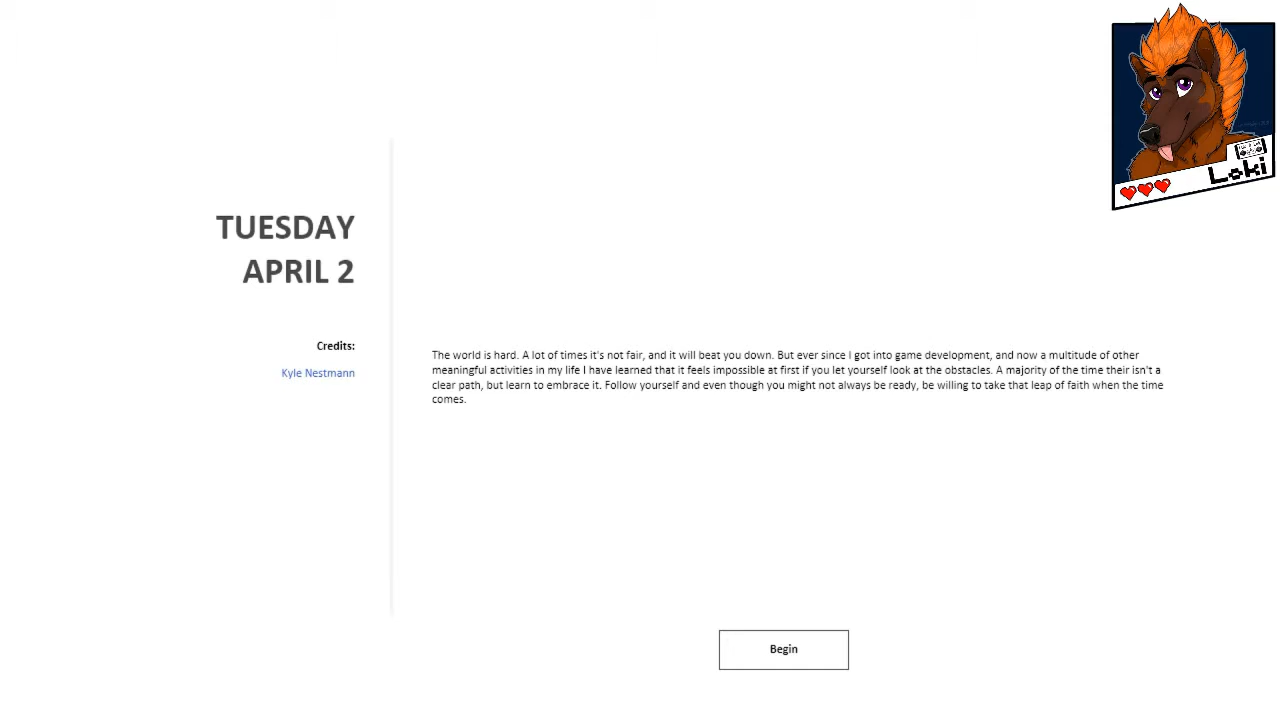 TUESDAY
APRIL 2
Credits:
Kyle Nestmann
The world is hard. A lot of times it's not fair, and it will beat you down. But ever since I got into game development, and now a multitude of other
meaningful activities in my life I have learned that it feels impossible at first if you let yourself look at the obstacles. A majority of the time their isn't a
clear path, but learn to embrace it. Follow yourself and even though you might not always be ready, be willing to take that leap of faith when the time
comes.
Begin
Loki